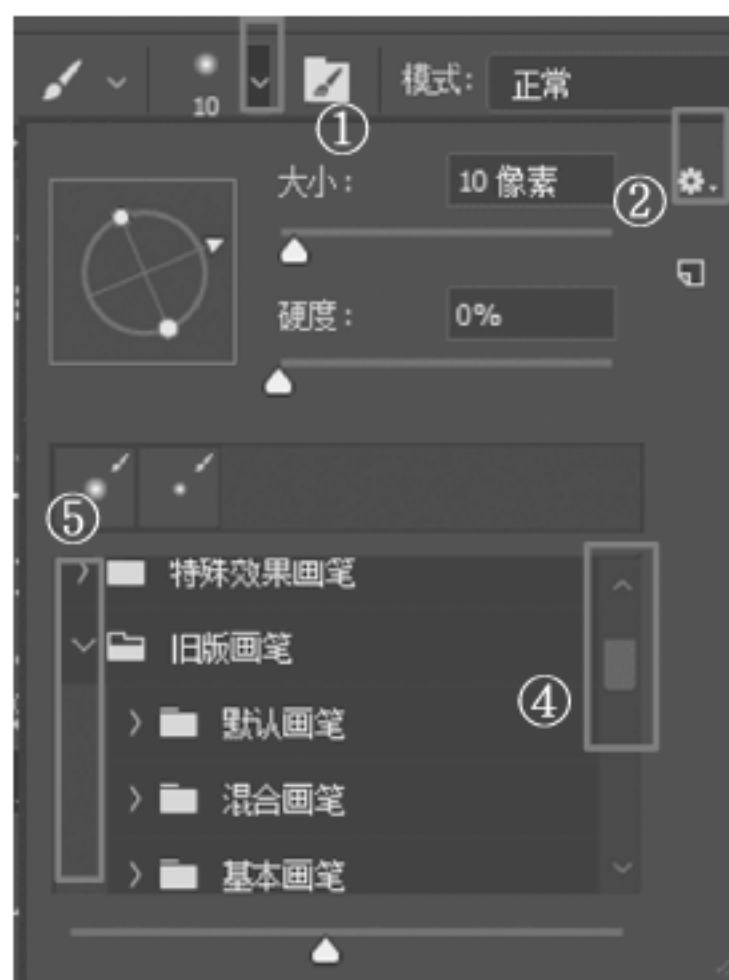 模式： 正常
10
①
大小： 10 像素
②
硬度： 0%
⑤
特殊效果画笔
旧版画笔
④
默认画笔
混合画笔
基本画笔